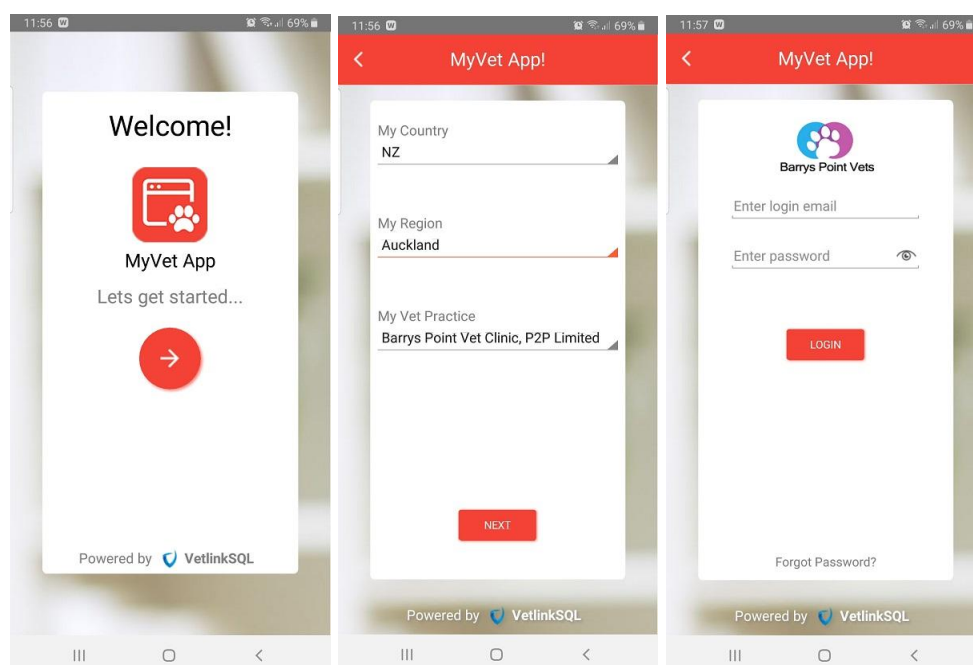 11:56 W 69%
Welcome!
MyVet App
Lets get started...
Powered by VetlinkSQL
11:56 W 69%
MyVet App!
My Country
NZ
My Region
Auckland
My Vet Practice
Barrys Point Vet Clinic, P2P Limited
NEXT
Powered by VetlinkSQL
11:57 W 69%
MyVet App!
Barrys Point Vets
Enter login email
Enter password
LOGIN
Forgot Password?
Powered by VetlinkSQL